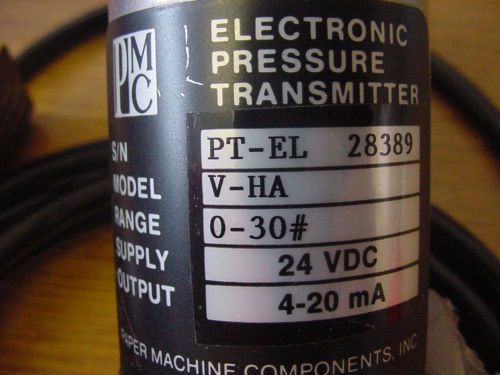 PMC
ELECTRONIC
PRESSURE
TRANSMITTER
S/N PT-EL 28389
MODEL V-HA
RANGE 0-30#
SUPPLY 24 VDC
OUTPUT 4-20 mA
PAPER MACHINE COMPONENTS, INC